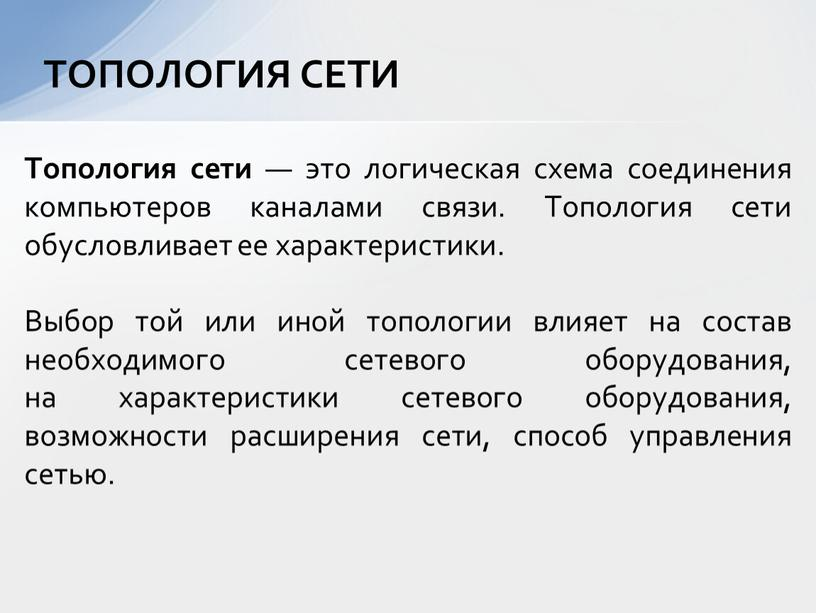 ТОПОЛОГИЯ СЕТИ
Топология сети — это логическая схема соединения
компьютеров каналами связи. Топология сети
обусловливает ее характеристики.
Выбор той или иной топологии влияет на состав
необходимого сетевого оборудования,
на характеристики сетевого оборудования,
возможности расширения сети, способ управления
сетью.